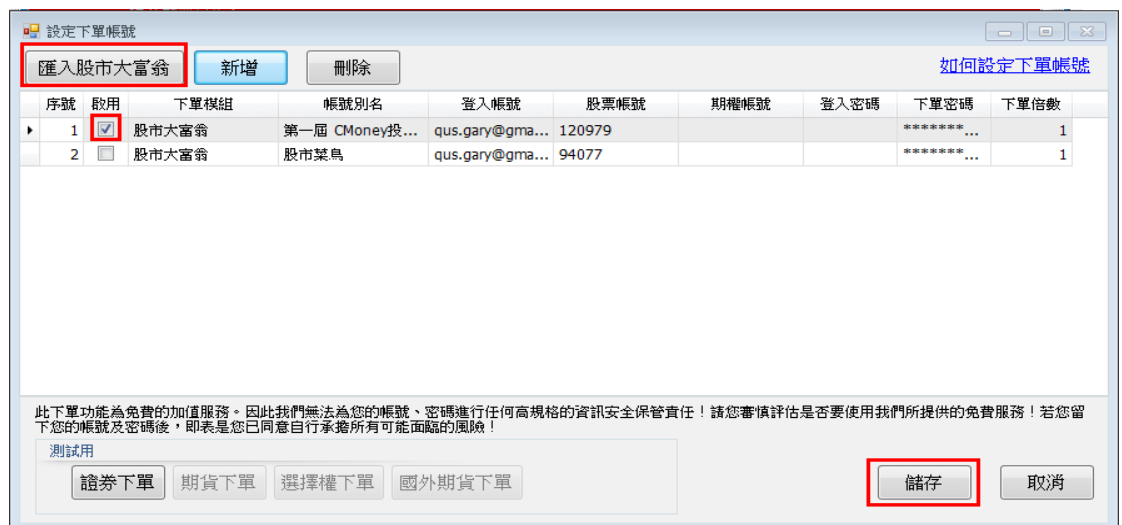 設定下單帳號
匯入股市大富翁 新增 刪除 如何設定下單帳號
序號 啟用 下單模組 帳號別名 登入帳號 股票帳號 期權帳號 登入密碼 下單密碼 下單倍數
1 股市大富翁 第一屆 CMoney投... qus.gary@gma... 120979 *******... 1
2 股市大富翁 股市菜鳥 qus.gary@gma... 94077 *******... 1
此下單功能為免費的加值服務。因此我們無法為您的帳號、密碼進行任何高規格的資訊安全保管責任！請您審慎評估是否要使用我們所提供的免費服務！若您留
下您的帳號及密碼後，即表是您已同意自行承擔所有可能面臨的風險！
測試用
證券下單 期貨下單 選擇權下單 國外期貨下單 儲存 取消